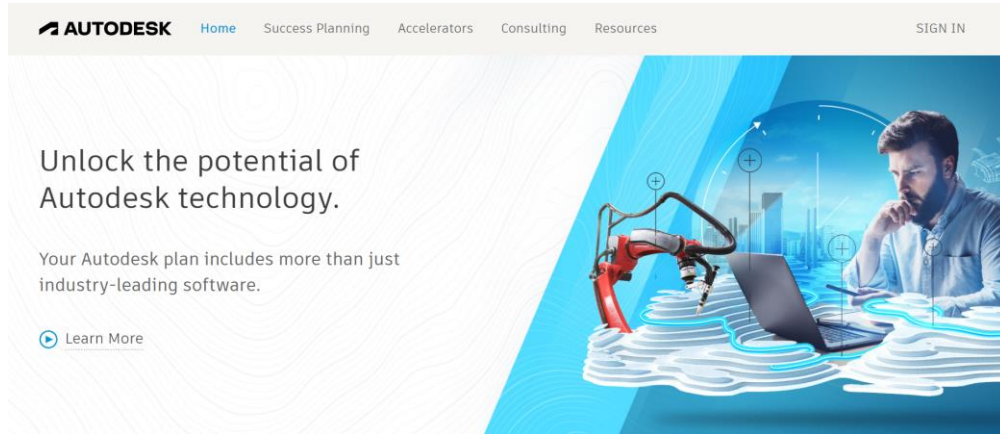 AUTODESK Home Success Planning Accelerators Consulting Resources SIGN IN
Unlock the potential of
Autodesk technology.
Your Autodesk plan includes more than just
industry-leading software.
Learn More